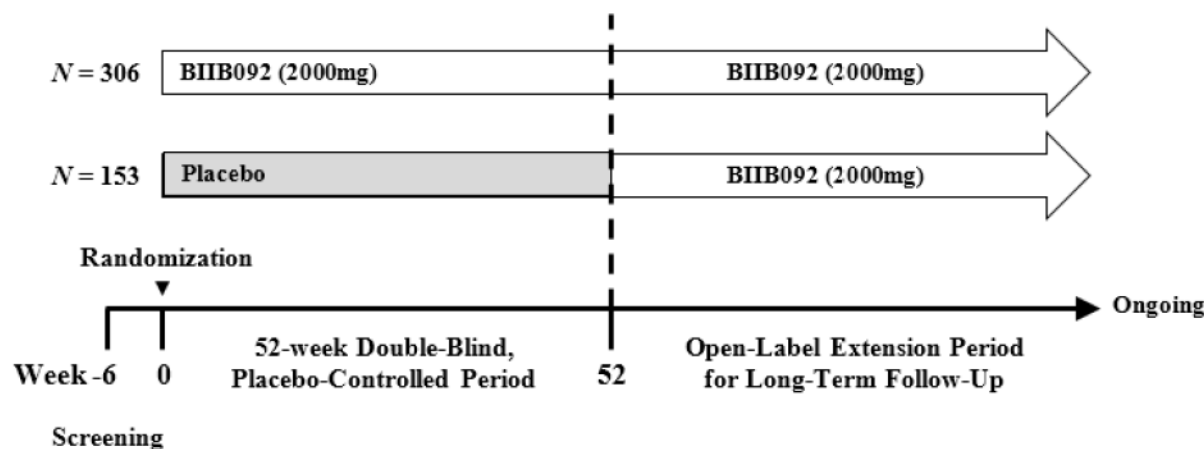 N = 306 BIIB092 (2000mg) BIIB092 (2000mg)
N = 153 Placebo BIIB092 (2000mg)
Randomization
Ongoing
Week -6 0 52-week Double-Blind, 52 Open-Label Extension Period
Placebo-Controlled Period for Long-Term Follow-Up
Screening